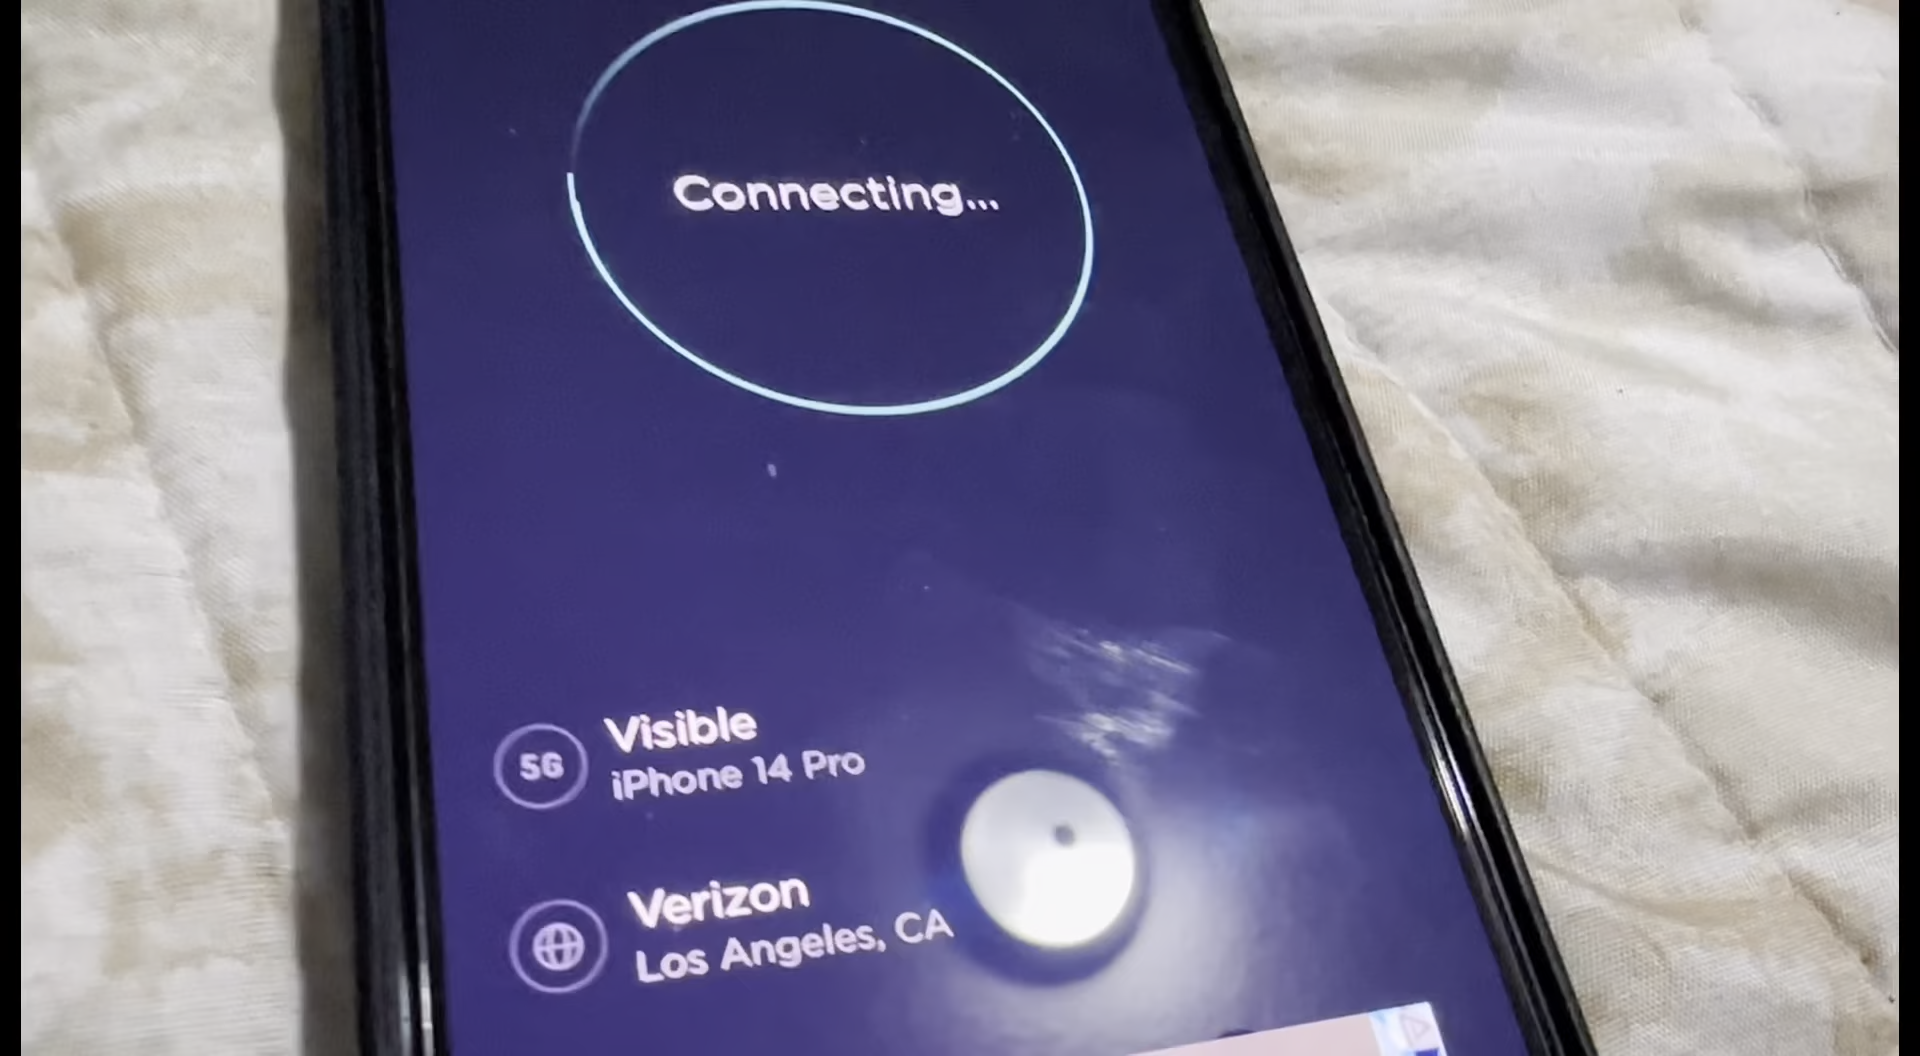 Connecting...
5G
Visible
iPhone 14 Pro
Verizon
Los Angeles, CA